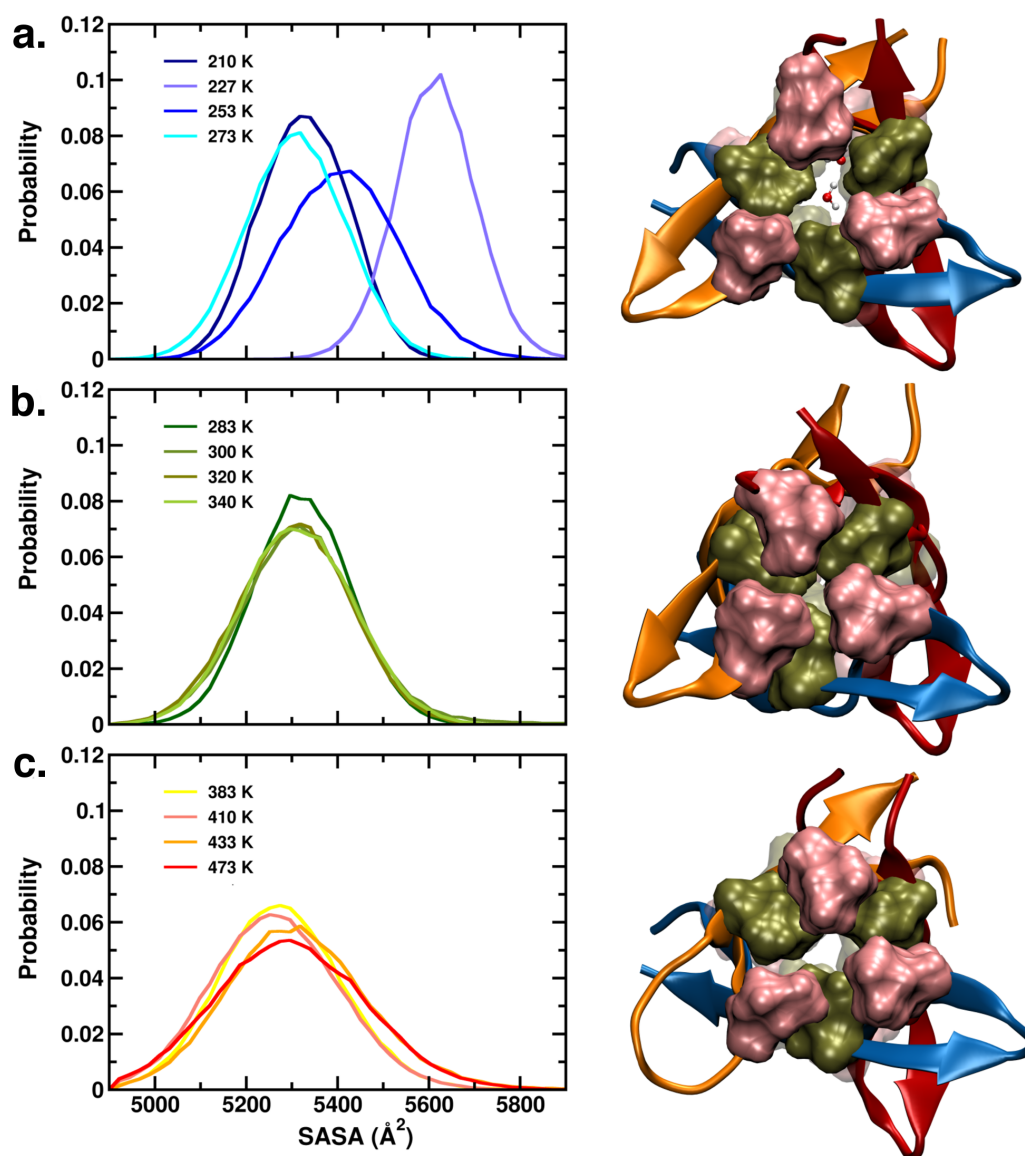 a.
0.12
0.1
0.08
0.06
0.04
0.02
0
Probability
210 K
227 K
253 K
273 K
b.
0.12
0.1
0.08
0.06
0.04
0.02
0
Probability
283 K
300 K
320 K
340 K
c.
0.12
0.1
0.08
0.06
0.04
0.02
0
Probability
383 K
410 K
433 K
473 K
5000 5200 5400 5600 5800
SASA (Å²)